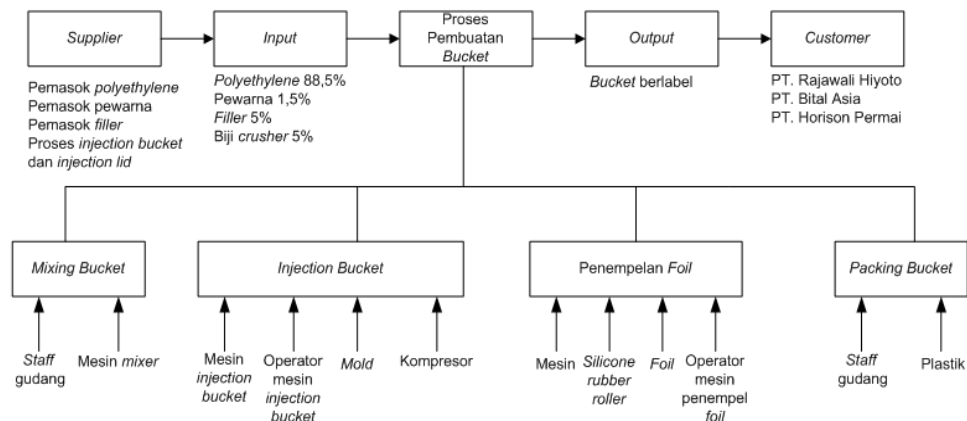 Supplier
Input
Proses
Pembuatan
Bucket
Output
Customer
Pemasok polyethylene
Pemasok pewarna
Pemasok filler
Proses injection bucket
dan injection lid
Polyethylene 88,5%
Pewarna 1,5%
Filler 5%
Biji crusher 5%
Bucket berlabel
PT. Rajawali Hiyoto
PT. Bital Asia
PT. Horison Permai
Mixing Bucket
Injection Bucket
Penempelan Foil
Packing Bucket
Staff
gudang
Mesin mixer
Mesin
injection
bucket
Operator
mesin
injection
bucket
Mold
Kompresor
Mesin
Silicone
rubber
roller
Foil
Operator
mesin
penempel
foil
Staff
gudang
Plastik